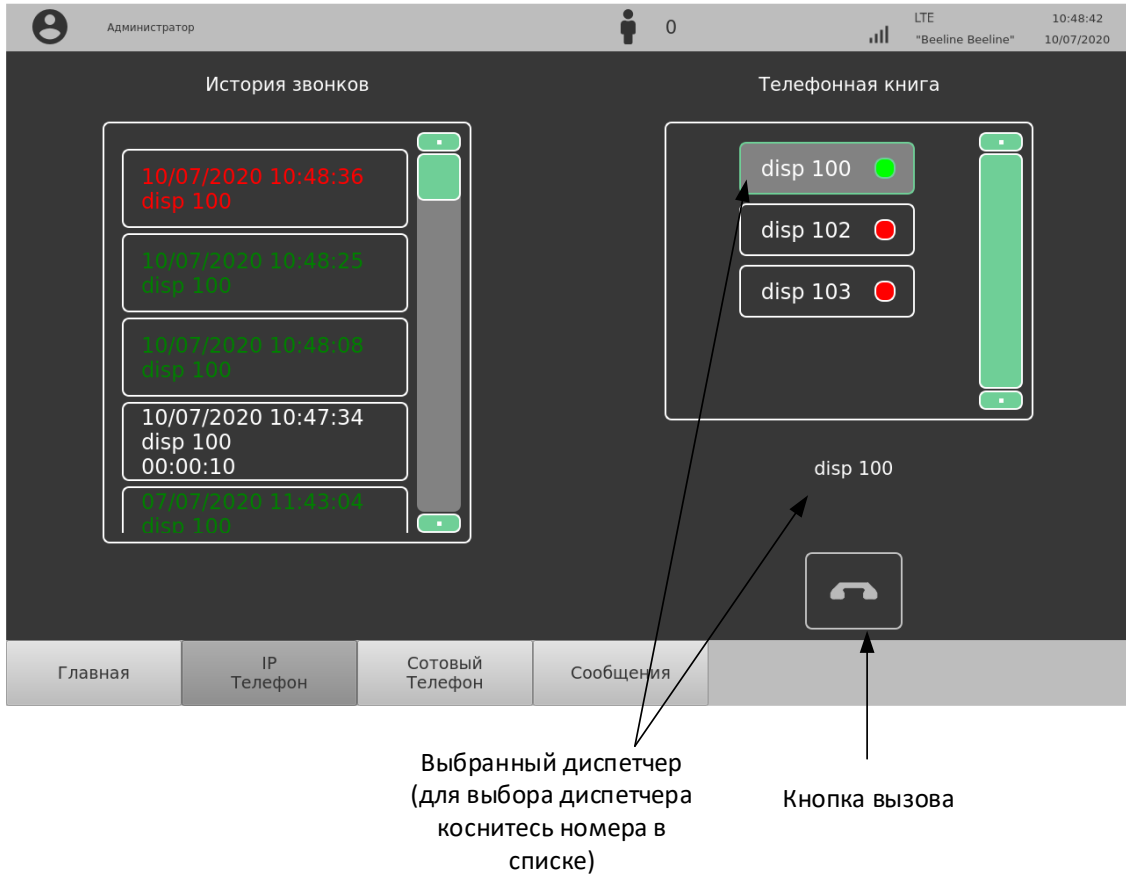 Администратор
0
LTE
"Beeline Beeline"
10:48:42
10/07/2020
История звонков
10/07/2020 10:48:36
disp 100
10/07/2020 10:48:25
disp 100
10/07/2020 10:48:08
disp 100
10/07/2020 10:47:34
disp 100
00:00:10
07/07/2020 11:43:04
disp 100
Телефонная книга
disp 100
disp 102
disp 103
disp 100
Главная
IP
Телефон
Сотовый
Телефон
Сообщения
Выбранный диспетчер
(для выбора диспетчера
коснитесь номера в
списке)
Кнопка вызова